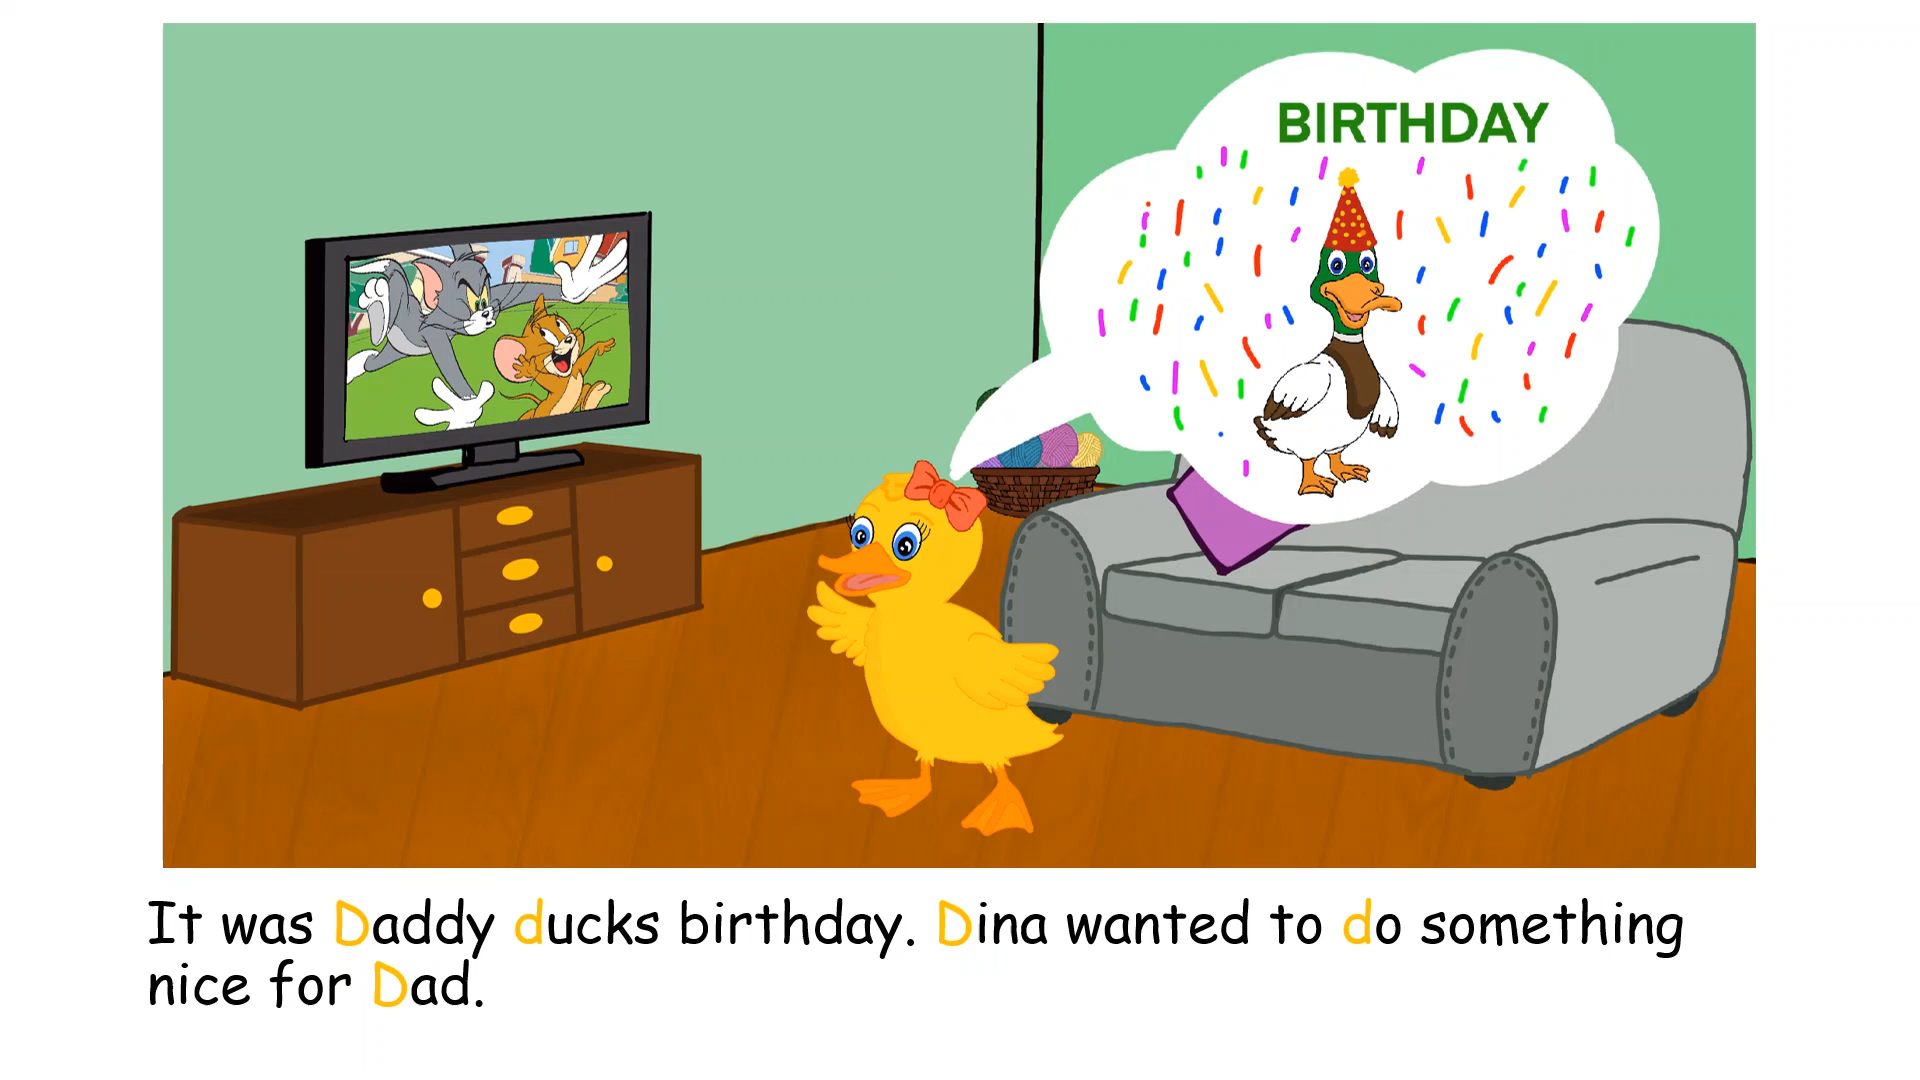 BIRTHDAY
It was Daddy ducks birthday. Dina wanted to do something
nice for Dad.